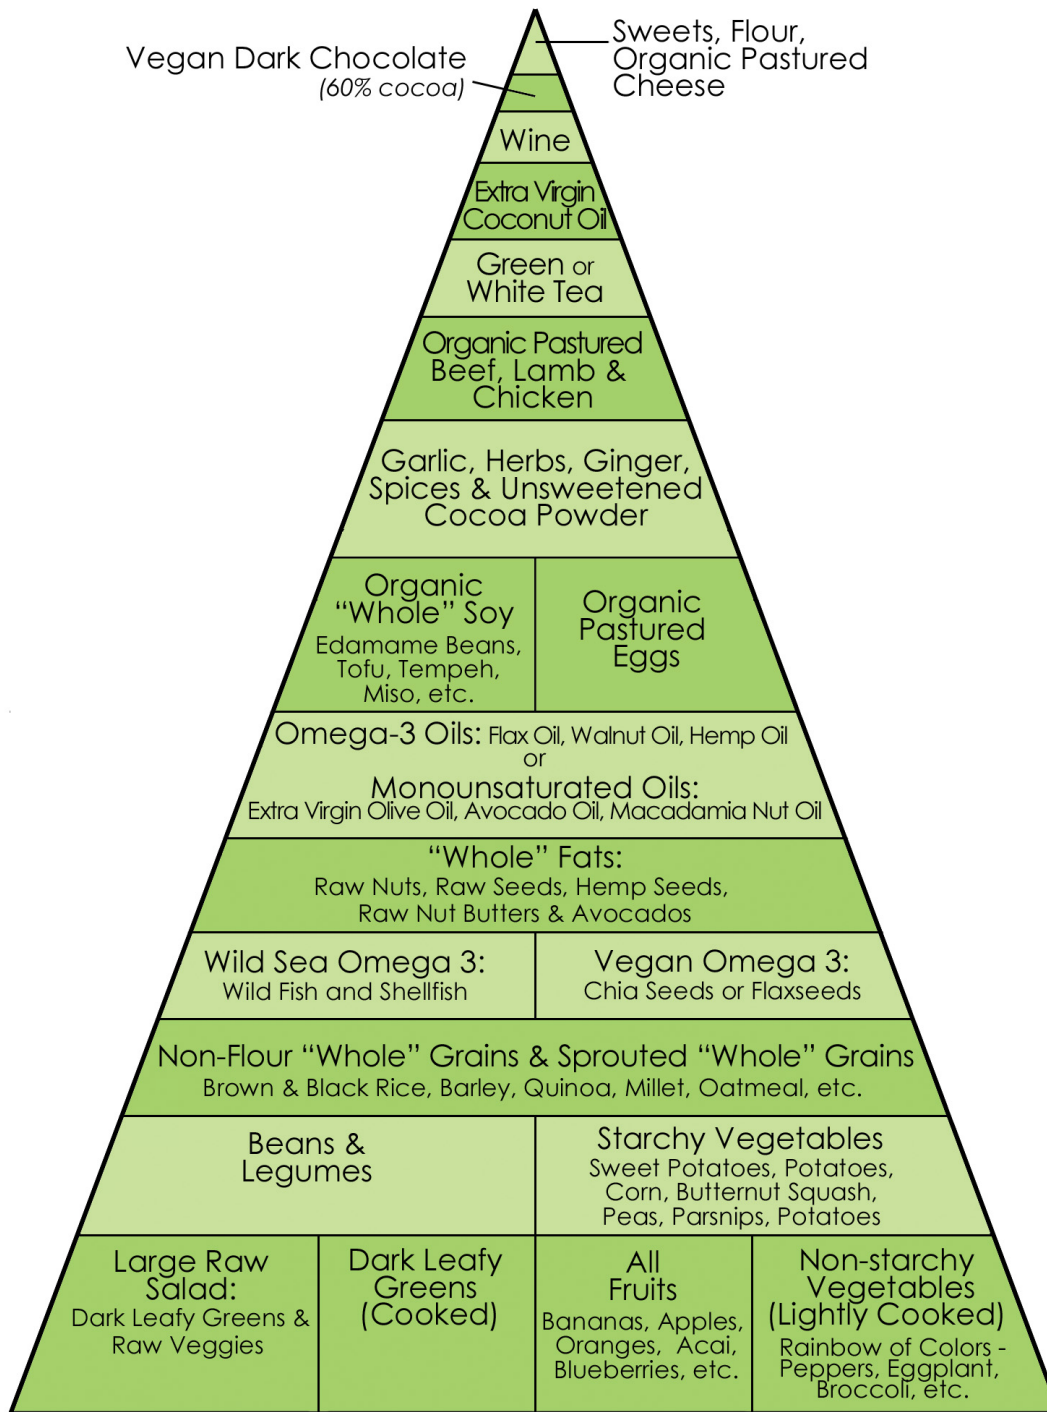 Sweets, Flour,
Organic Pastured
Cheese
Vegan Dark Chocolate
(60% cocoa)
Wine
Extra Virgin
Coconut Oil
Green or
White Tea
Organic Pastured
Beef, Lamb &
Chicken
Garlic, Herbs, Ginger,
Spices & Unsweetened
Cocoa Powder
Organic
“Whole” Soy
Edamame Beans,
Tofu, Tempeh,
Miso, etc.
Organic
Pastured
Eggs
Omega-3 Oils: Flax Oil, Walnut Oil, Hemp Oil
or
Monounsaturated Oils:
Extra Virgin Olive Oil, Avocado Oil, Macadamia Nut Oil
“Whole” Fats:
Raw Nuts, Raw Seeds, Hemp Seeds,
Raw Nut Butters & Avocados
Wild Sea Omega 3:
Wild Fish and Shellfish
Vegan Omega 3:
Chia Seeds or Flaxseeds
Non-Flour “Whole” Grains & Sprouted “Whole” Grains
Brown & Black Rice, Barley, Quinoa, Millet, Oatmeal, etc.
Beans &
Legumes
Starchy Vegetables
Sweet Potatoes, Potatoes,
Corn, Butternut Squash,
Peas, Parsnips, Potatoes
Large Raw
Salad:
Dark Leafy Greens &
Raw Veggies
Dark Leafy
Greens
(Cooked)
All
Fruits
Bananas, Apples,
Oranges, Acai,
Blueberries, etc.
Non-starchy
Vegetables
(Lightly Cooked)
Rainbow of Colors -
Peppers, Eggplant,
Broccoli, etc.